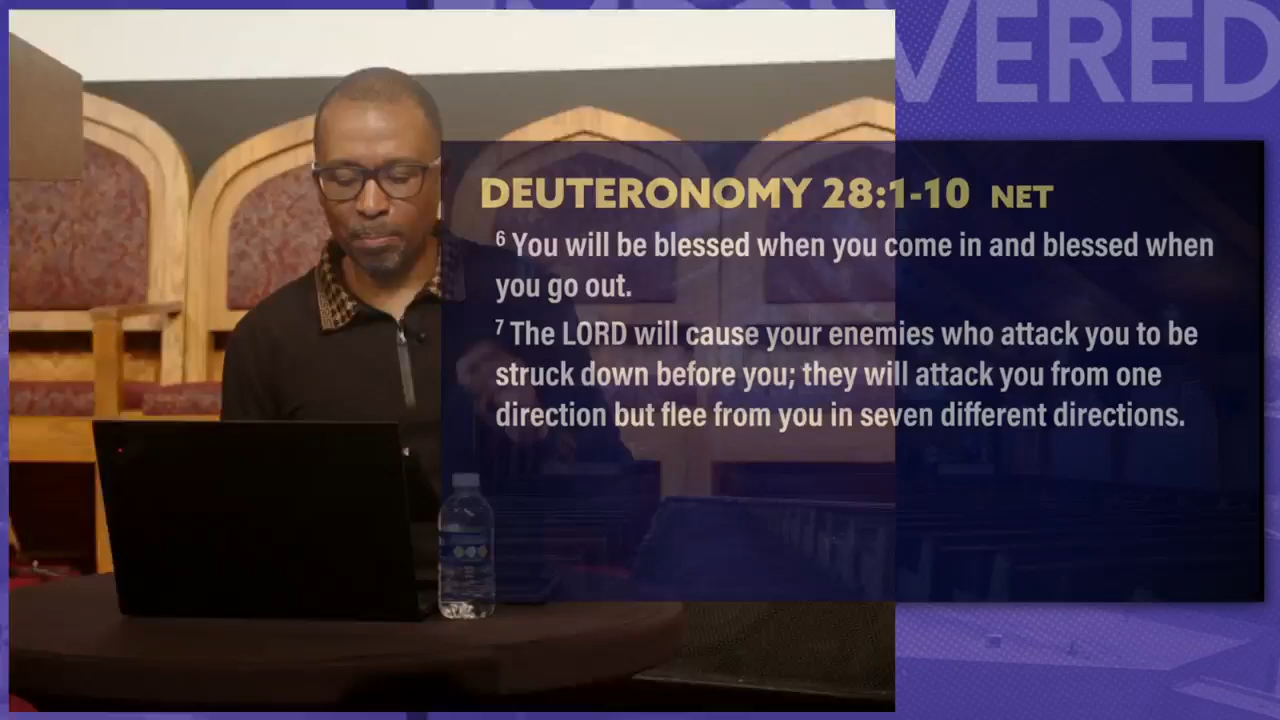 VERED
DEUTERONOMY 28:1-10 NET
6 You will be blessed when you come in and blessed when
you go out.
7 The LORD will cause your enemies who attack you to be
struck down before you; they will attack you from one
direction but flee from you in seven different directions.